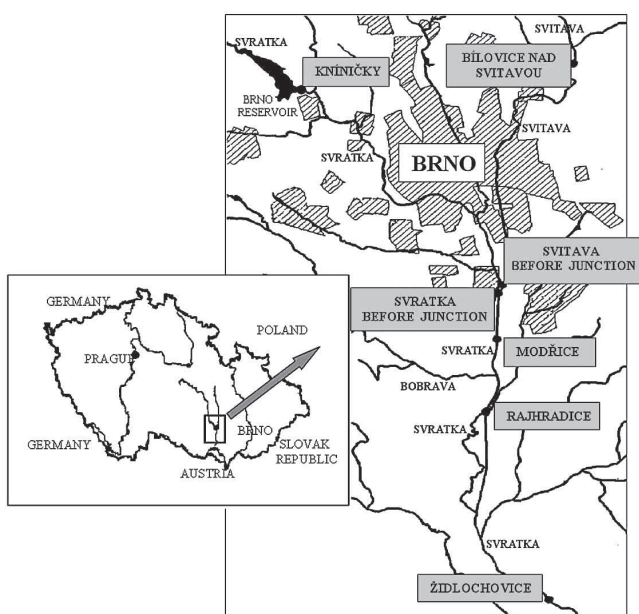 SVRATKA
KNÍNIČKY
BRNO
RESERVOIR
SVRATKA
SVITAVA
BÍLOVICE NAD
SVITAVOU
SVITAVA
BRNO
SVITAVA
BEFORE JUNCTION
SVRATKA
BEFORE JUNCTION
SVRATKA
MODŘICE
BOBRAVA
RAJHRADICE
SVRATKA
SVRATKA
ŽIDLOCHOVICE
GERMANY
POLAND
PRAGUE
BRNO
GERMANY
SLOVAK
REPUBLIC
AUSTRIA